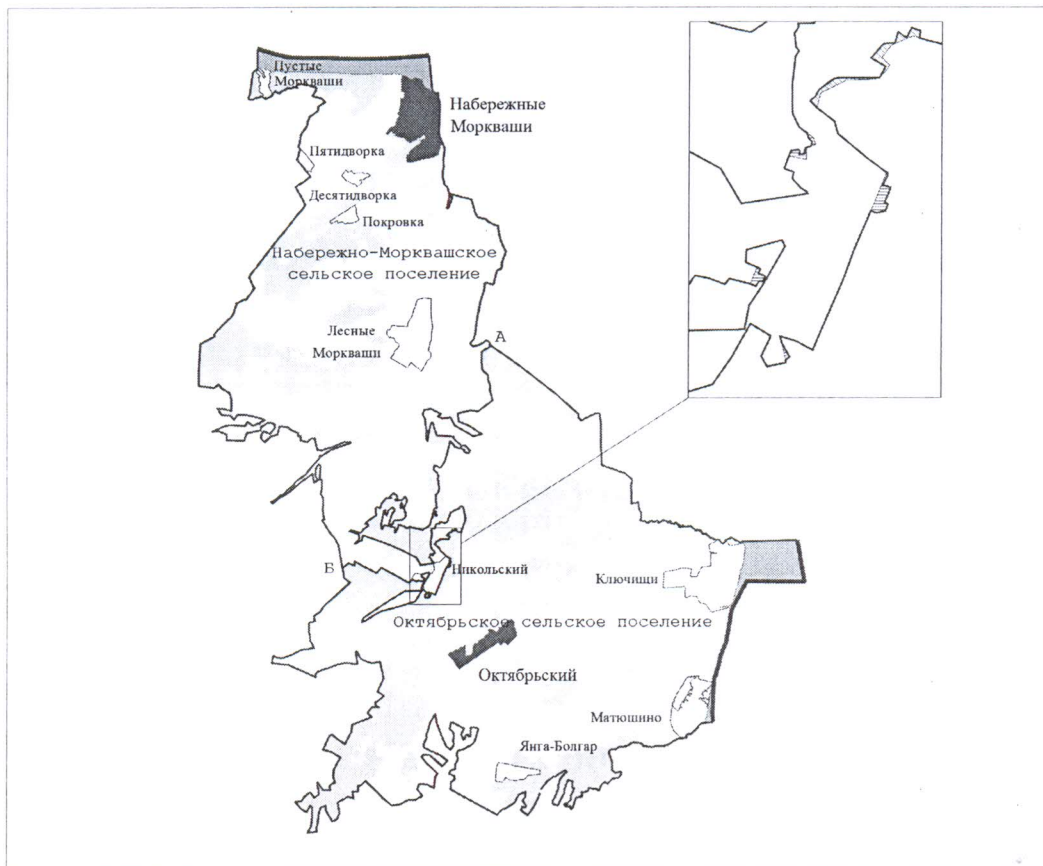 Пустые
Моркваши
Набережные
Моркваши
Пятидворка
Десятидворка
Покровка
Набережно-Морквашское
сельское поселение
Лесные
Моркваши
А
Б
Никольский
Ключищи
Октябрьское сельское поселение
Октябрьский
Матюшино
Янга-Болгар